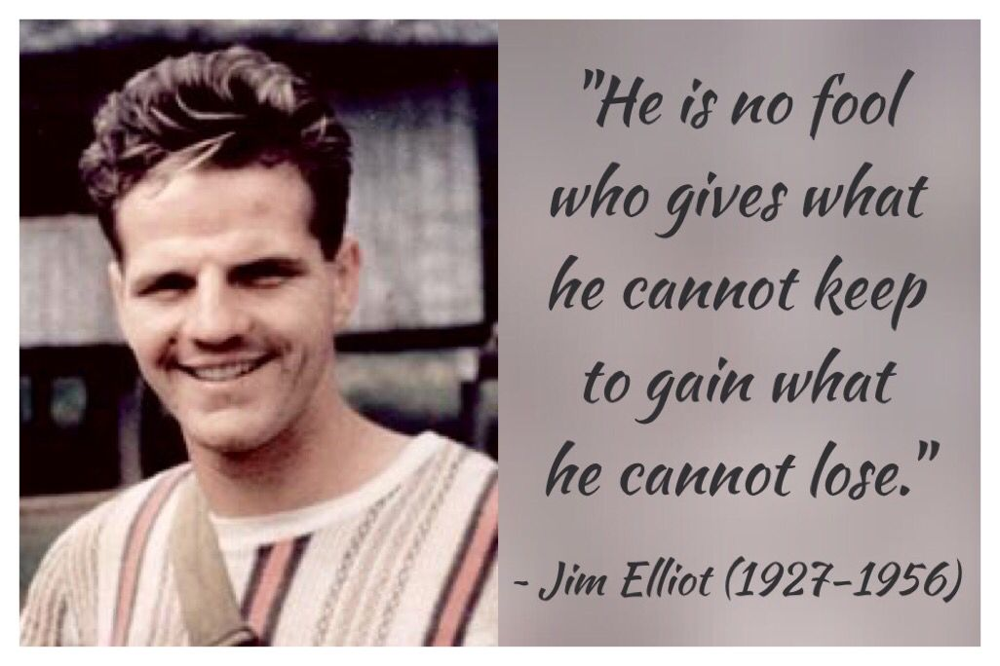 "He is no fool
who gives what
he cannot keep
to gain what
he cannot lose."
- Jim Elliot (1927-1956)